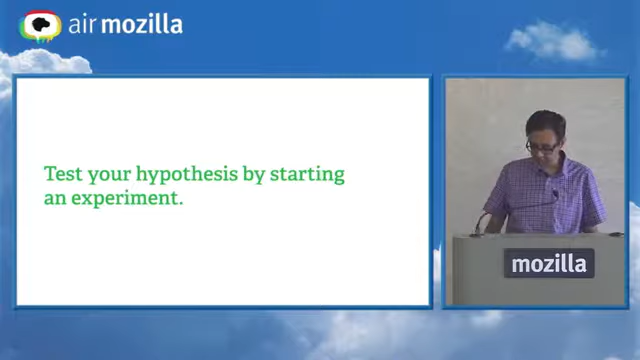 air mozilla
Test your hypothesis by starting
an experiment.
mozilla